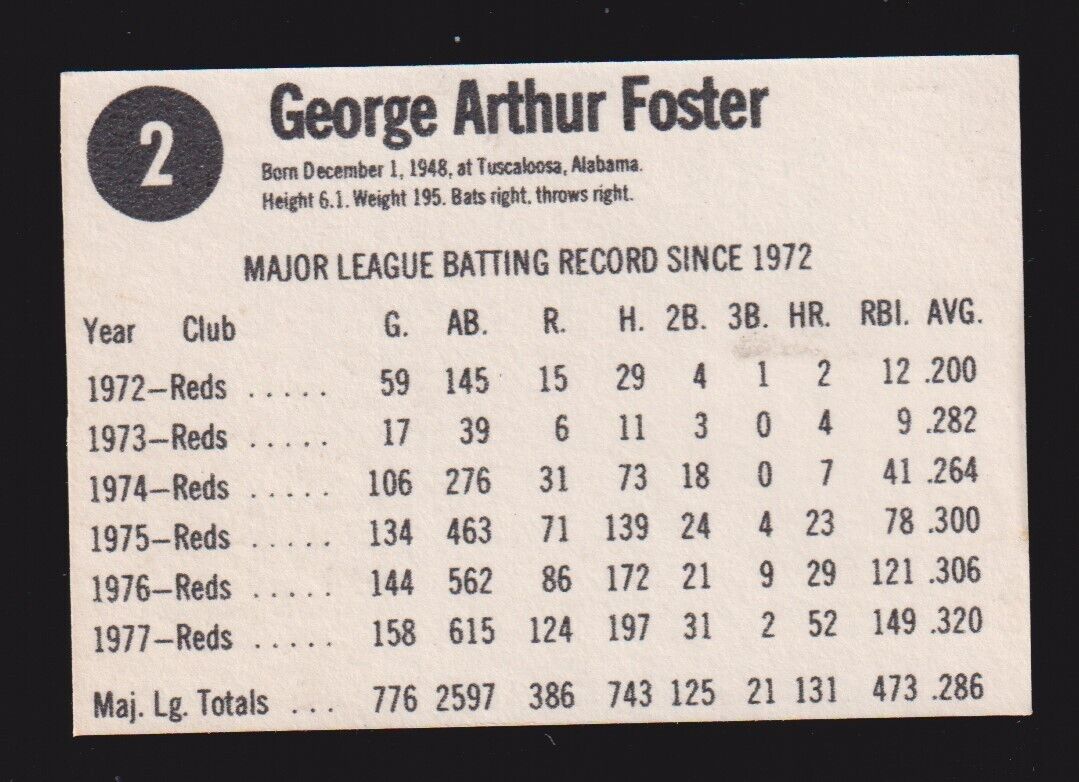 2
George Arthur Foster
Born December 1, 1948, at Tuscaloosa, Alabama.
Height 6.1. Weight 195. Bats right, throws right.
MAJOR LEAGUE BATTING RECORD SINCE 1972
Year Club G. AB. R. H. 2B. 3B. HR. RBI. AVG.
1972—Reds ..... 59 145 15 29 4 1 2 12 .200
1973—Reds ..... 17 39 6 11 3 0 4 9 .282
1974—Reds ..... 106 276 31 73 18 0 7 41 .264
1975—Reds ..... 134 463 71 139 24 4 23 78 .300
1976—Reds ..... 144 562 86 172 21 9 29 121 .306
1977—Reds ..... 158 615 124 197 31 2 52 149 .320
Maj. Lg. Totals ... 776 2597 386 743 125 21 131 473 .286